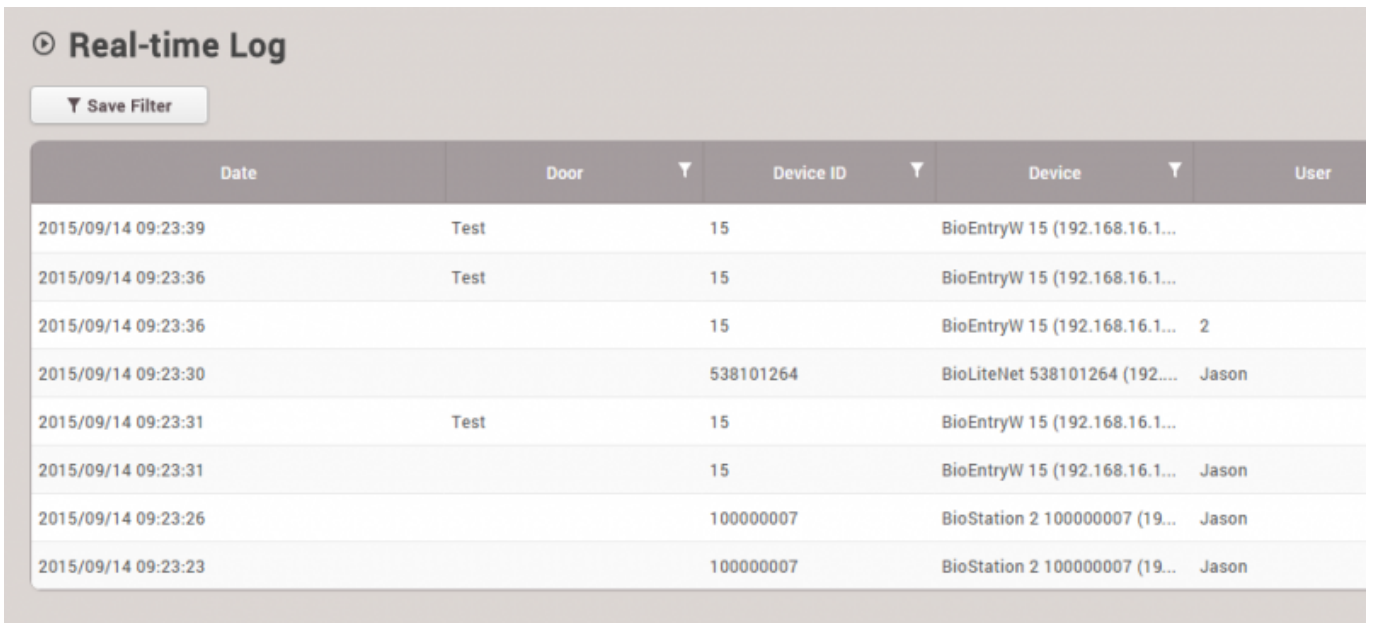 Real-time Log
Save Filter
Date Door Device ID Device User
2015/09/14 09:23:39 Test 15 BioEntryW 15 (192.168.16.1...
2015/09/14 09:23:36 Test 15 BioEntryW 15 (192.168.16.1...
2015/09/14 09:23:36 15 BioEntryW 15 (192.168.16.1... 2
2015/09/14 09:23:30 538101264 BioLiteNet 538101264 (192.... Jason
2015/09/14 09:23:31 Test 15 BioEntryW 15 (192.168.16.1...
2015/09/14 09:23:31 15 BioEntryW 15 (192.168.16.1... Jason
2015/09/14 09:23:26 100000007 BioStation 2 100000007 (19... Jason
2015/09/14 09:23:23 100000007 BioStation 2 100000007 (19... Jason